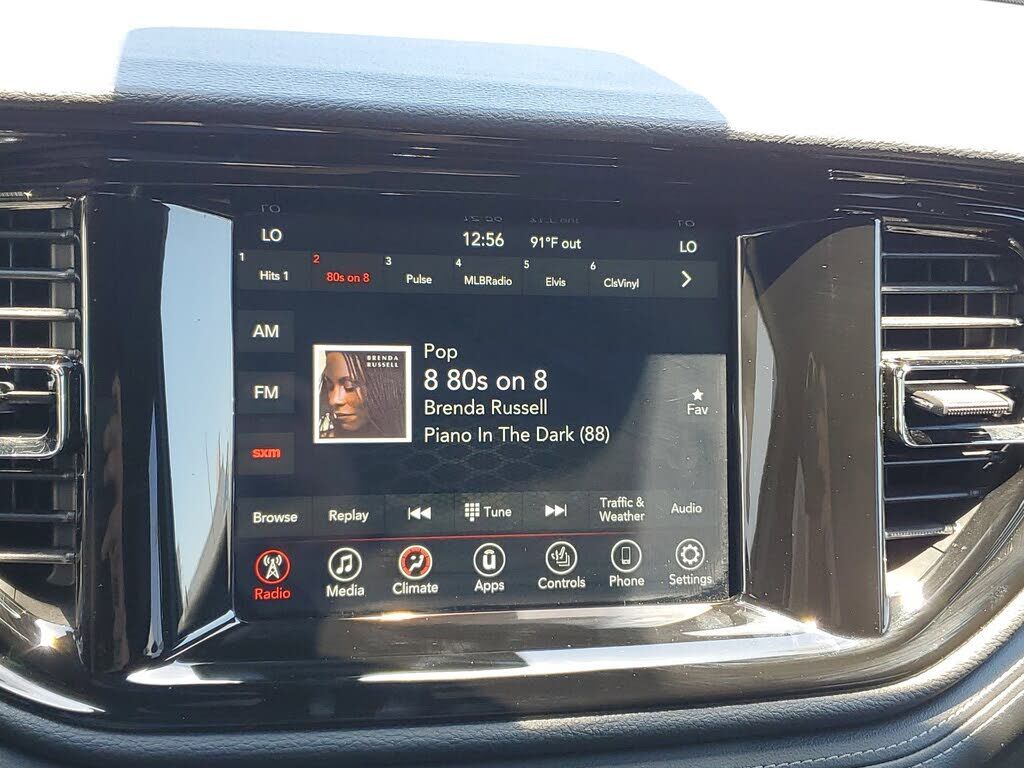 LO
12:56
91°F out
LO
1
Hits 1
2
80s on 8
3
Pulse
4
MLBRadio
5
Elvis
6
ClsVinyl
AM
FM
sxm
BRENDA
RUSSELL
Pop
8 80s on 8
Brenda Russell
Piano In The Dark (88)
Fav
Browse
Replay
Tune
Traffic &
Weather
Audio
Radio
Media
Climate
Apps
Controls
Phone
Settings